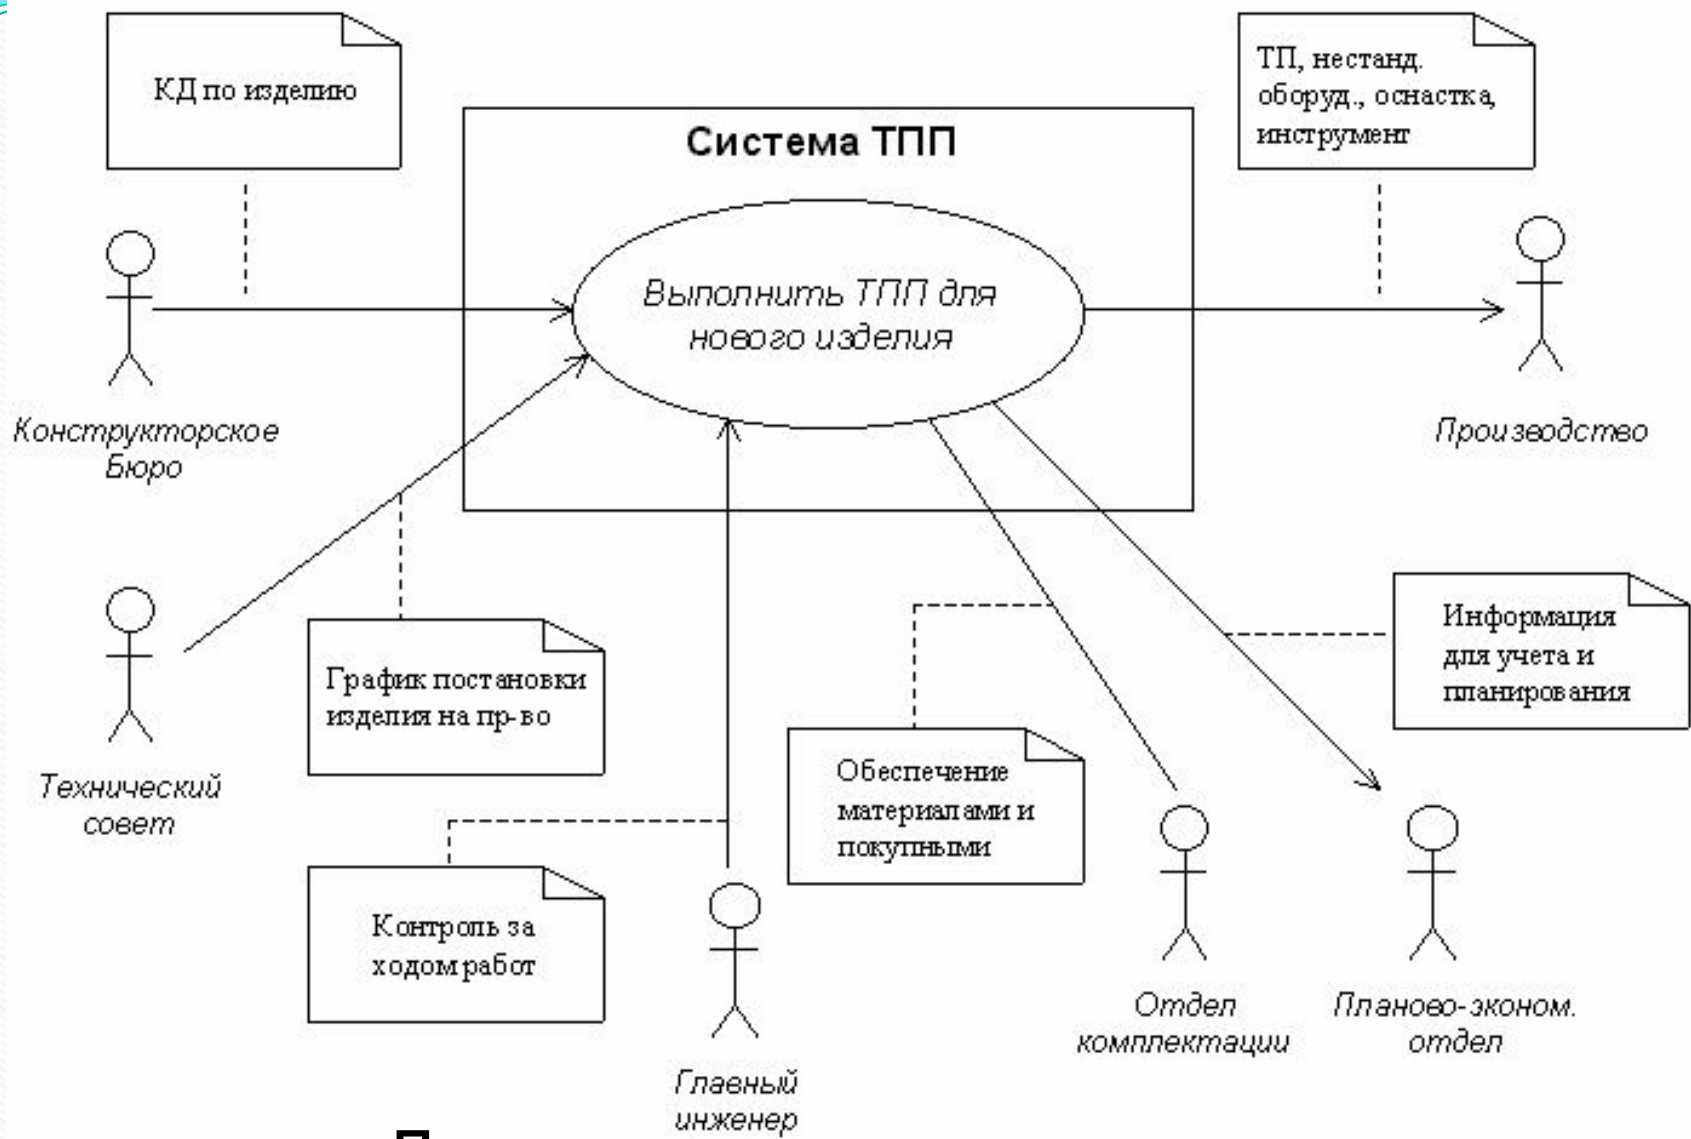 КД по изделию
ТП, нестанд.
оборуд., оснастка,
инструмент
Система ТПП
Выполнить ТПП для
нового изделия
Конструкторское
Бюро
Производство
График постановки
изделия на пр-во
Информация
для учета и
планирования
Технический
совет
Обеспечение
материалами и
покупными
Контроль за
ходом работ
Отдел
комплектации
Планово-эконом.
отдел
Главный
инженер